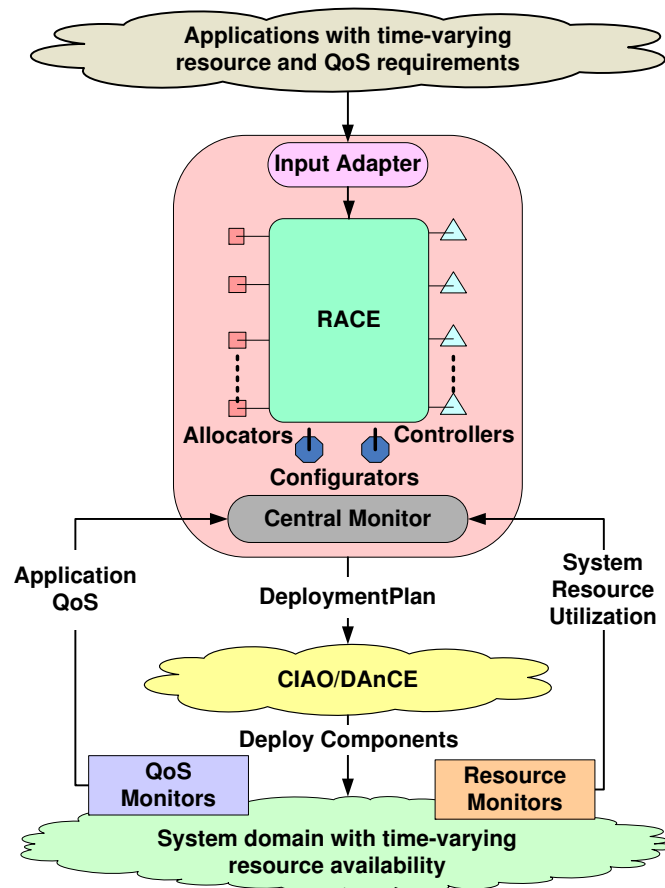 Applications with time-varying
resource and QoS requirements
Input Adapter
RACE
Allocators
Controllers
Configurators
Central Monitor
Application
QoS
System
Resource
Utilization
DeploymentPlan
CIAO/DAnCE
Deploy Components
QoS
Monitors
Resource
Monitors
System domain with time-varying
resource availability